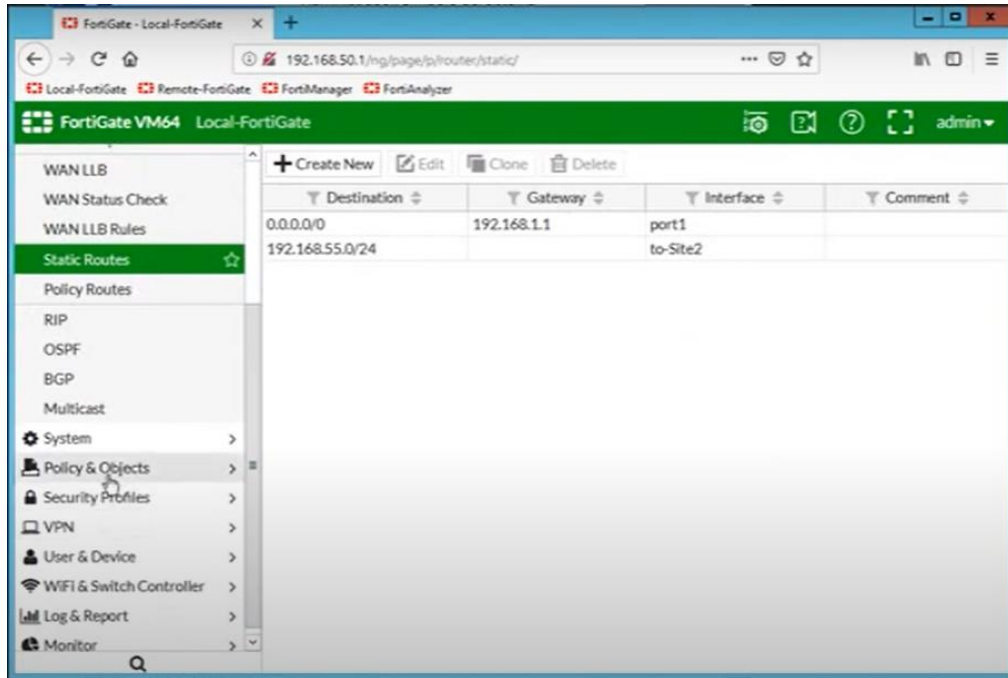 FortiGate - Local-FortiGate
192.168.50.1/ng/page/p/router/static/
Local-FortiGate Remote-FortiGate FortiManager FortiAnalyzer
FortiGate VM64 Local-FortiGate admin
WAN LLB
WAN Status Check
WAN LLB Rules
Static Routes
Policy Routes
RIP
OSPF
BGP
Multicast
System
Policy & Objects
Security Profiles
VPN
User & Device
WiFi & Switch Controller
Log & Report
Monitor
Create New Edit Clone Delete
Destination Gateway Interface Comment
0.0.0.0/0 192.168.1.1 port1
192.168.55.0/24 to-Site2